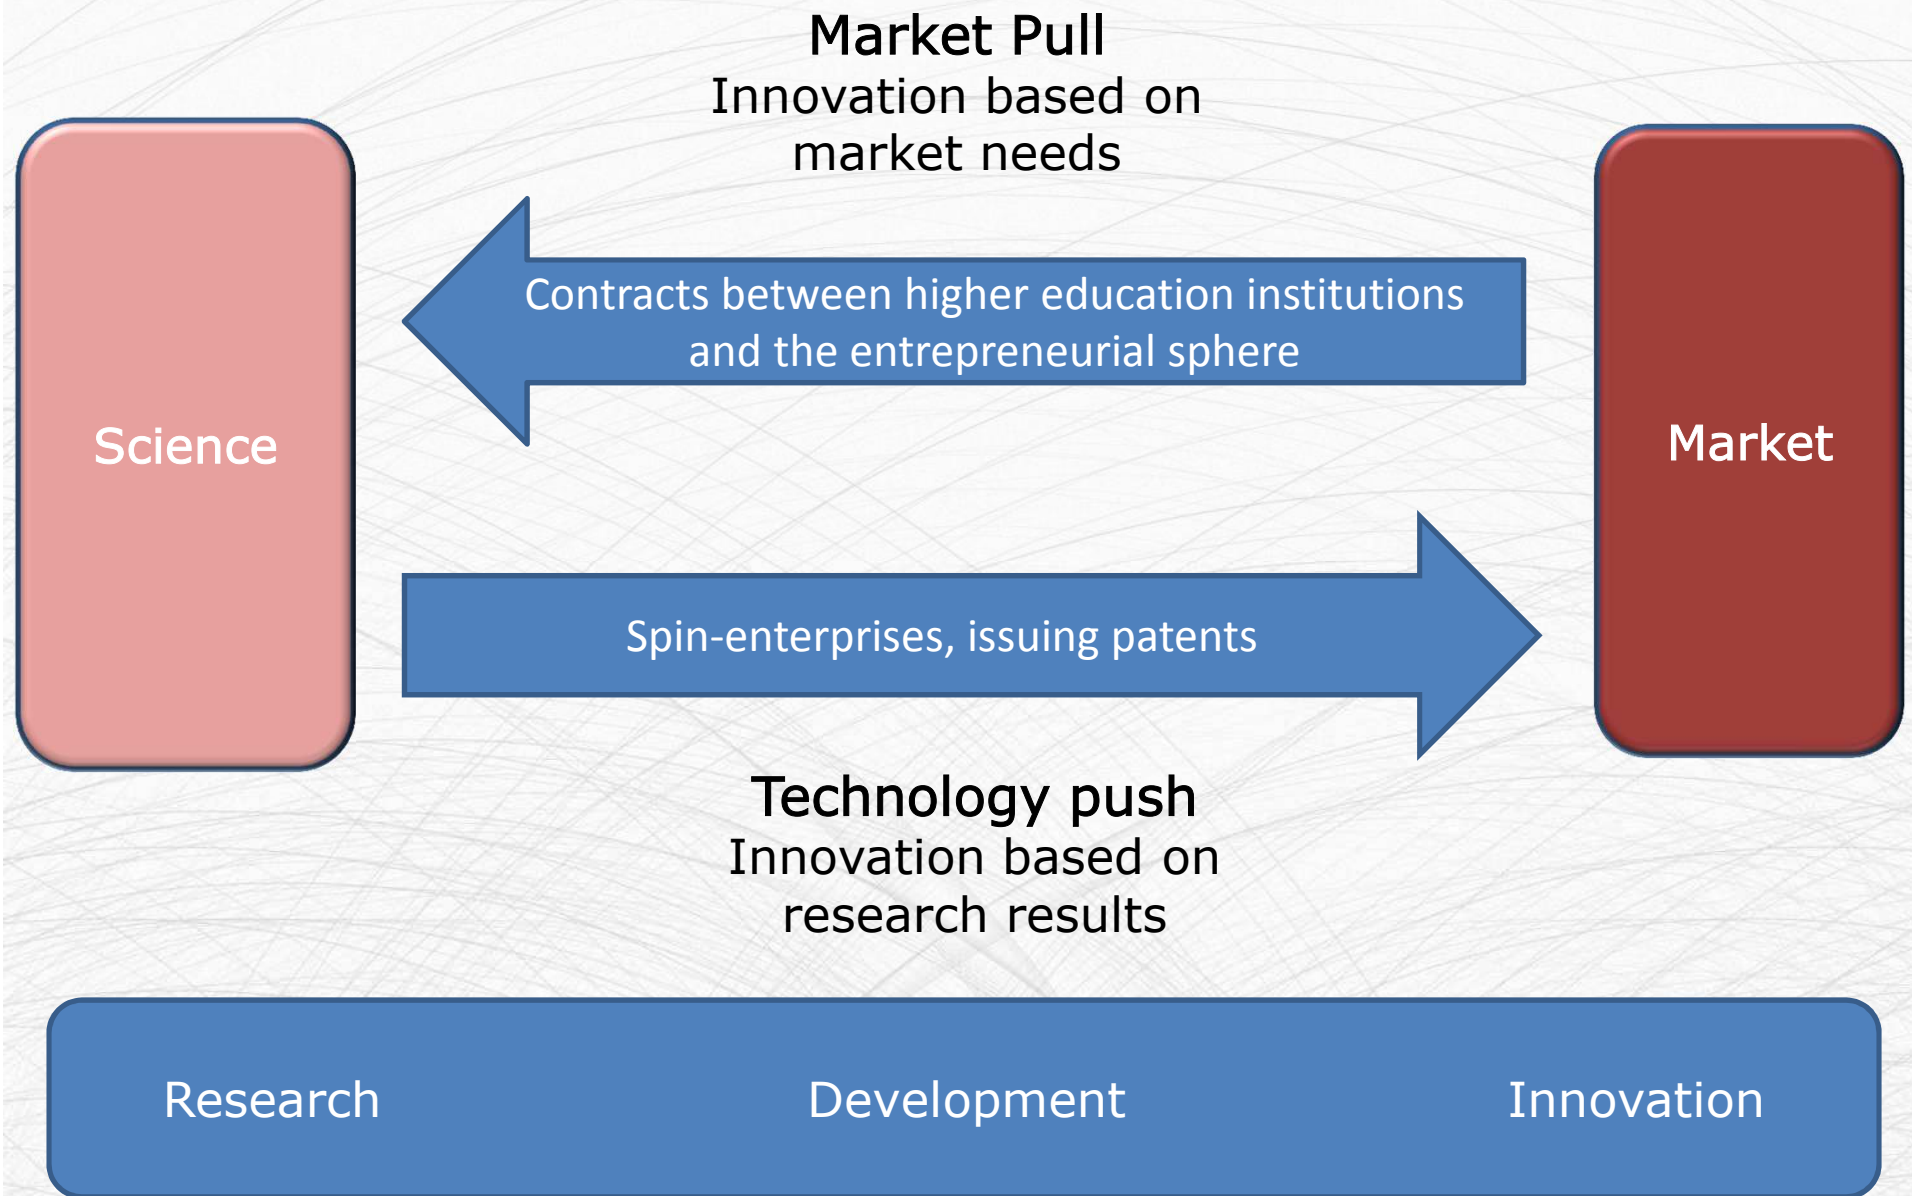 Market Pull
Innovation based on
market needs
Contracts between higher education institutions
and the entrepreneurial sphere
Science
Market
Spin-enterprises, issuing patents
Technology push
Innovation based on
research results
Research
Development
Innovation